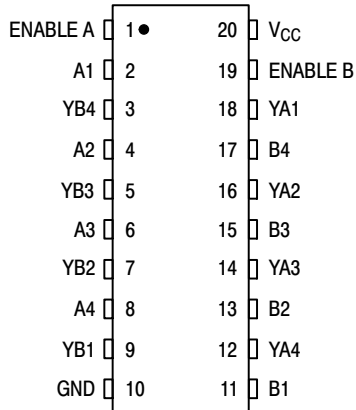 ENABLE A 1 20 VCC
A1 2 19 ENABLE B
YB4 3 18 YA1
A2 4 17 B4
YB3 5 16 YA2
A3 6 15 B3
YB2 7 14 YA3
A4 8 13 B2
YB1 9 12 YA4
GND 10 11 B1